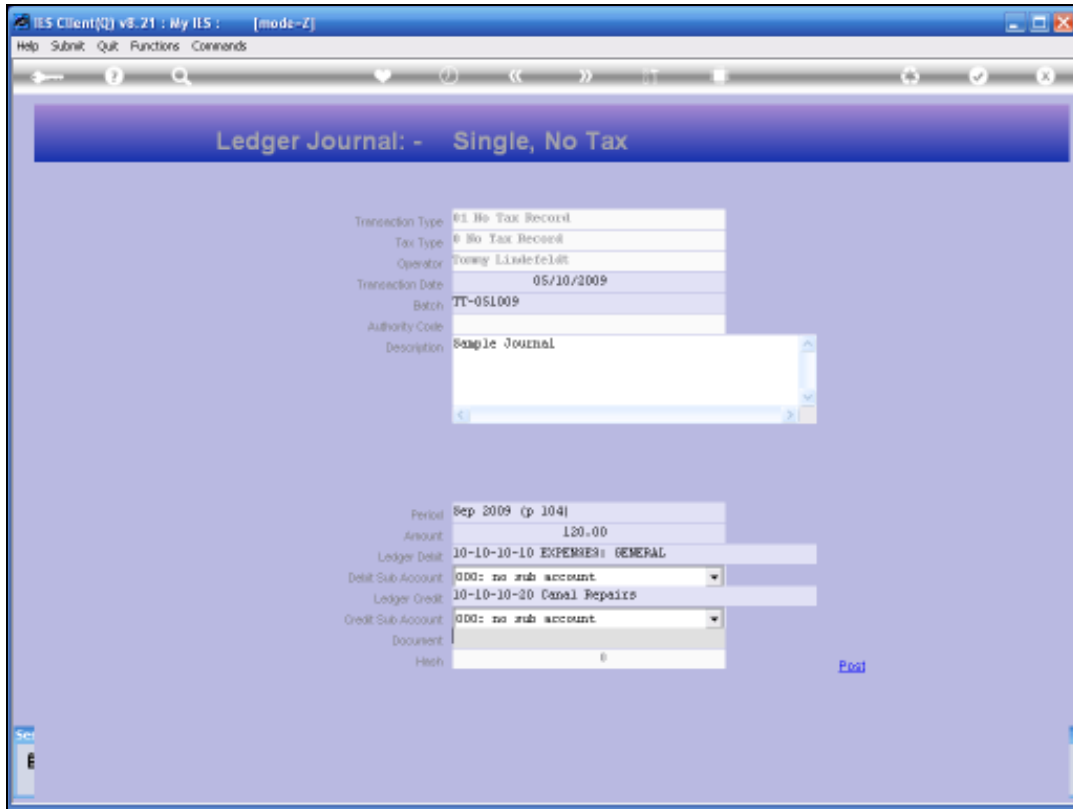 IES Client(Q) v8.21 : My IES : [mode-Z]
Help Submit Quit Functions Commands
Ledger Journal: - Single, No Tax
Transaction Type 01 No Tax Record
Tax Type 0 No Tax Record
Operator Tommy Lindefeldt
Transaction Date 05/10/2009
Batch TT-051009
Authority Code
Description Sample Journal
Period Sep 2009 (p 104)
Amount 120.00
Ledger Debit 10-10-10-10 EXPENSES: GENERAL
Debit Sub Account 000: no sub account
Ledger Credit 10-10-10-20 Canal Repairs
Credit Sub Account 000: no sub account
Document
Hash 0
Post